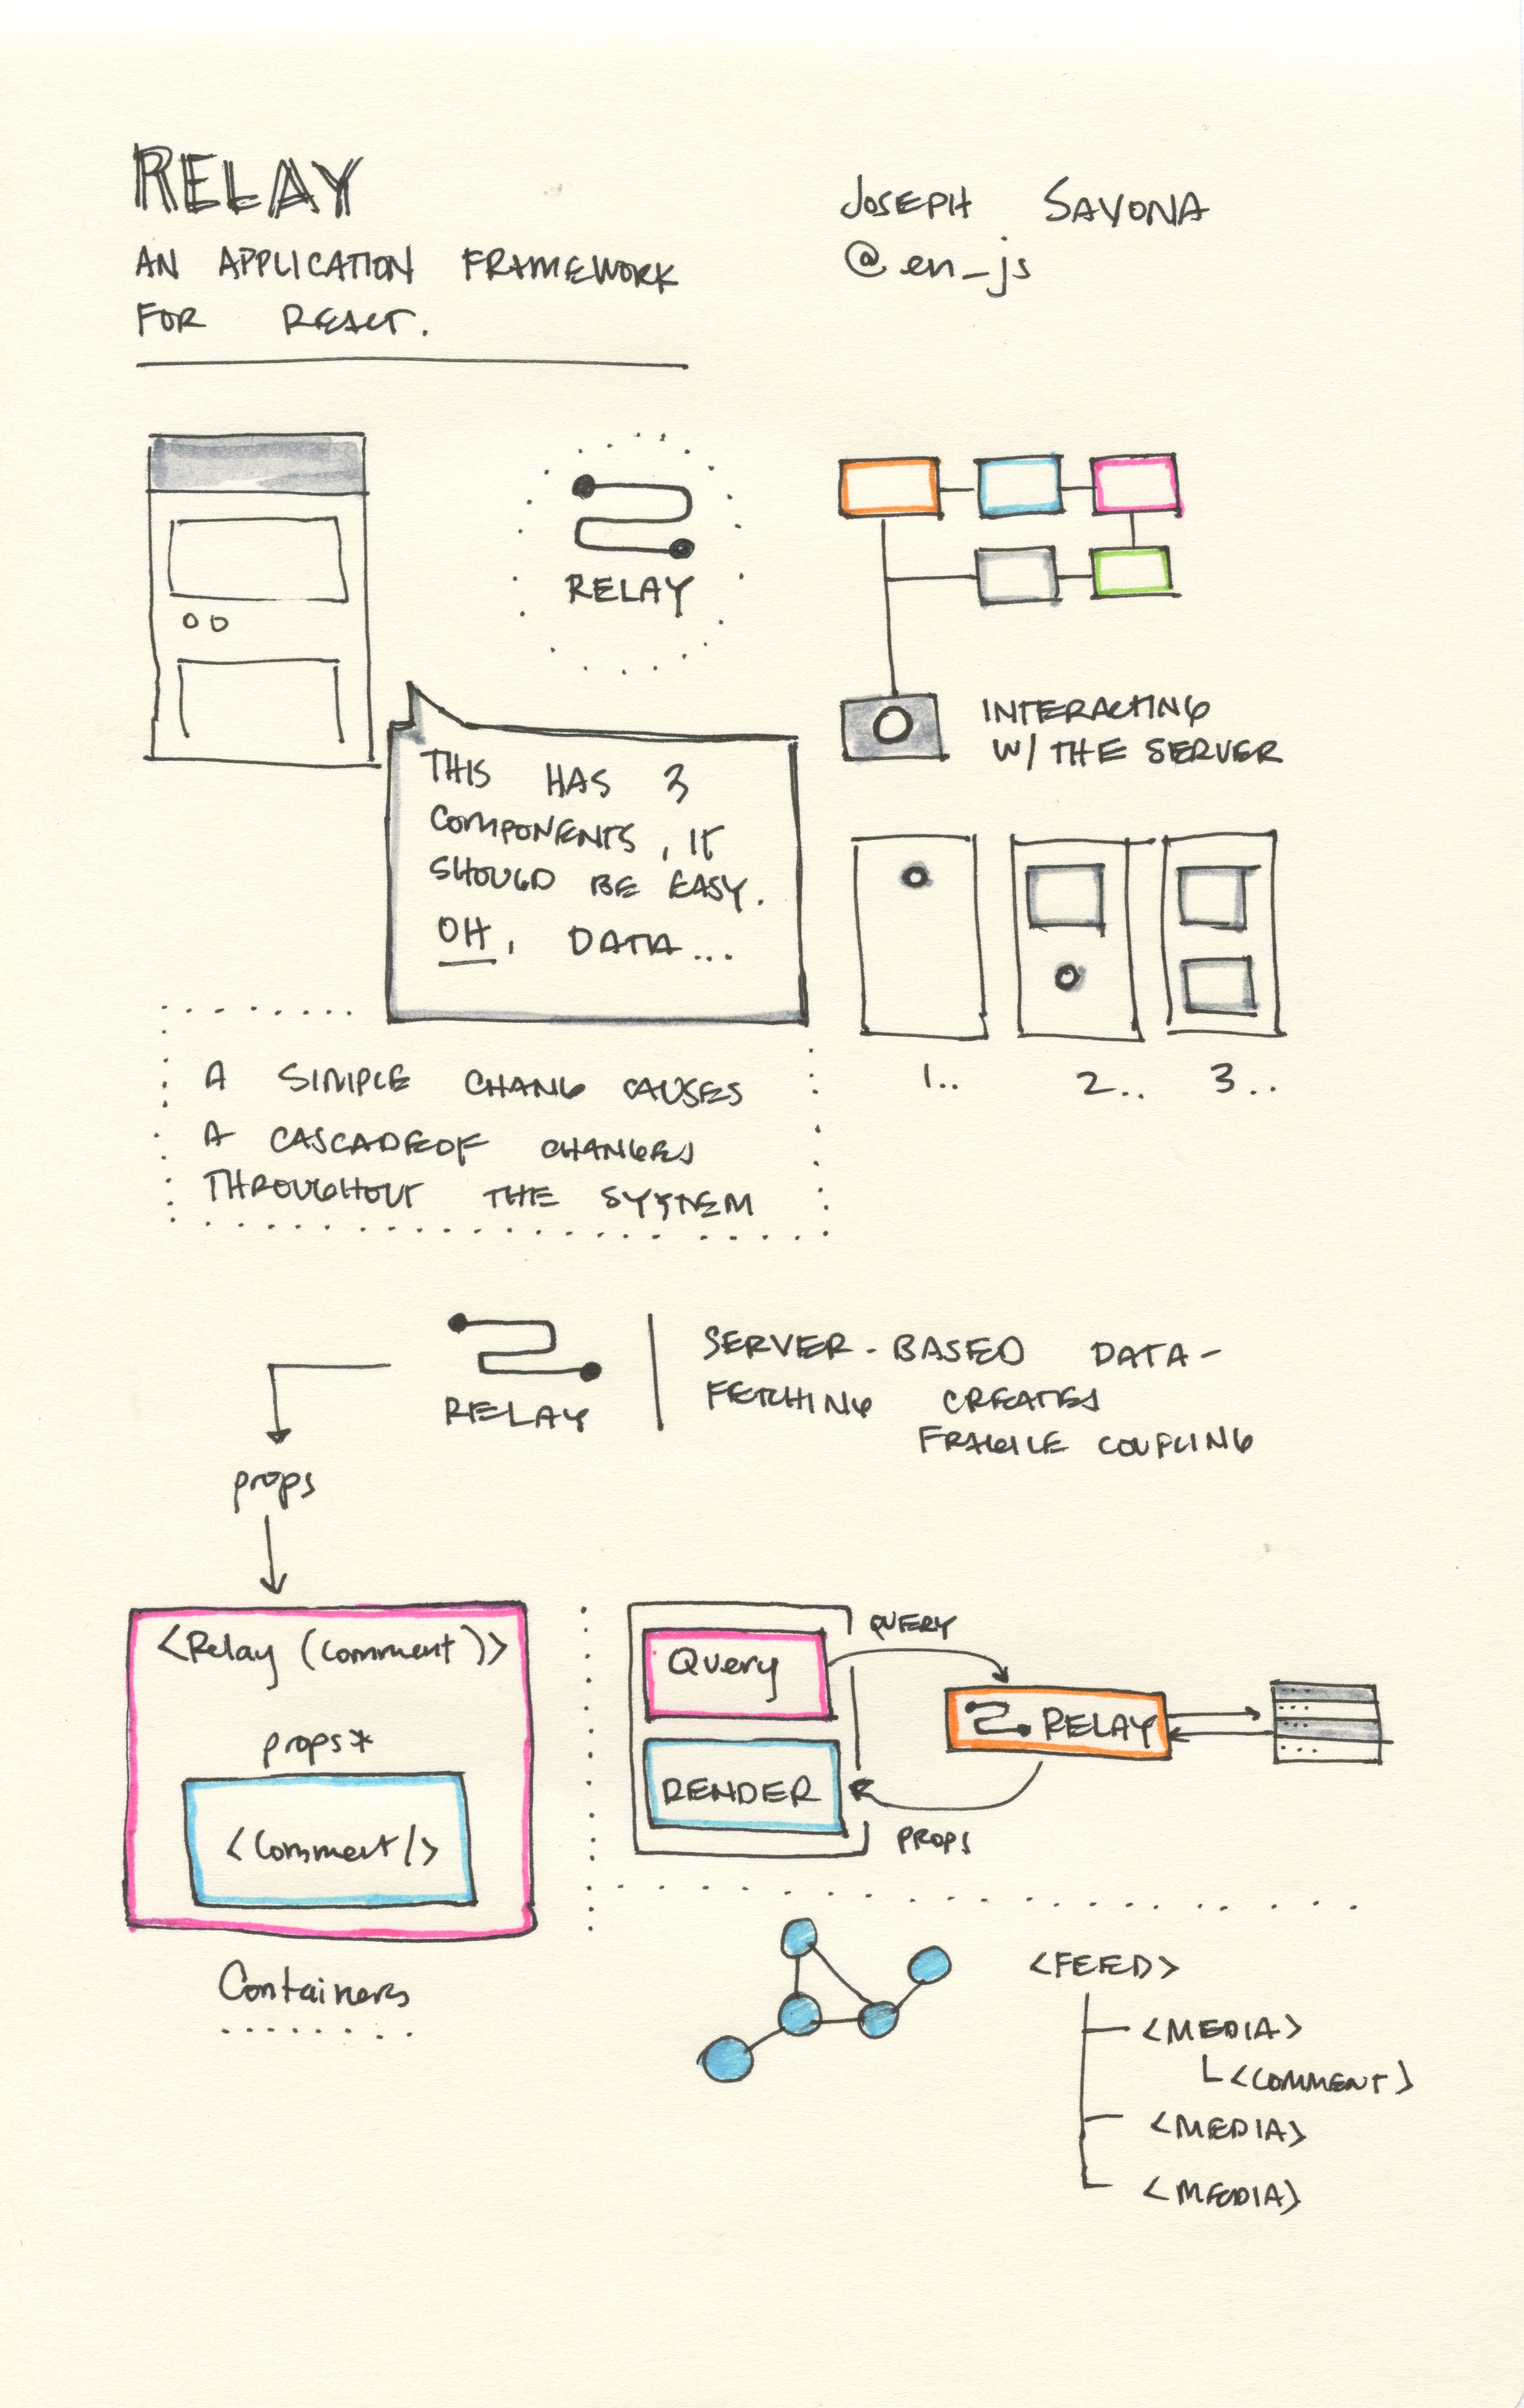 RELAY
AN APPLICATION FRAMEWORK
FOR REACT.
JOSEPH SAVONA
@en_js
RELAY
INTERACTING
W/ THE SERVER
THIS HAS 3
COMPONENTS, IT
SHOULD BE EASY.
OH, DATA...
1..
2..
3..
A SIMPLE CHANG CAUSES
A CASCADEOF CHANGES
THROUGHOUT THE SYSTEM
RELAY
SERVER-BASED DATA-
FETCHING CREATES
FRAGILE COUPLING
props
<Relay (Comment)>
props*
<Comment/>
Containers
Query
RENDER
QUERY
RELAY
PROPS
<FEED>
<MEDIA>
<COMMENT>
<MEDIA>
<MEDIA>